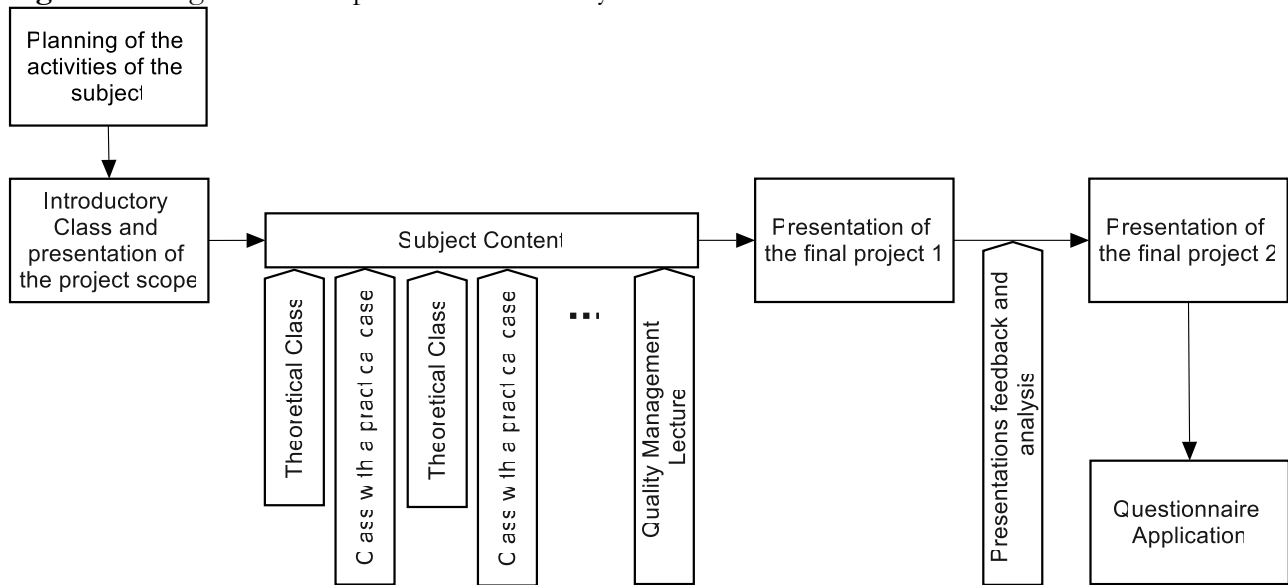 Planning of the
activities of the
subject
Introductory
Class and
presentation of
the project scope
Subject Content
Theoretical Class
Class with a practical case
Theoretical Class
Class with a practical case
...
Quality Management
Lecture
Presentation of
the final project 1
Presentations feedback and
analysis
Presentation of
the final project 2
Questionnaire
Application